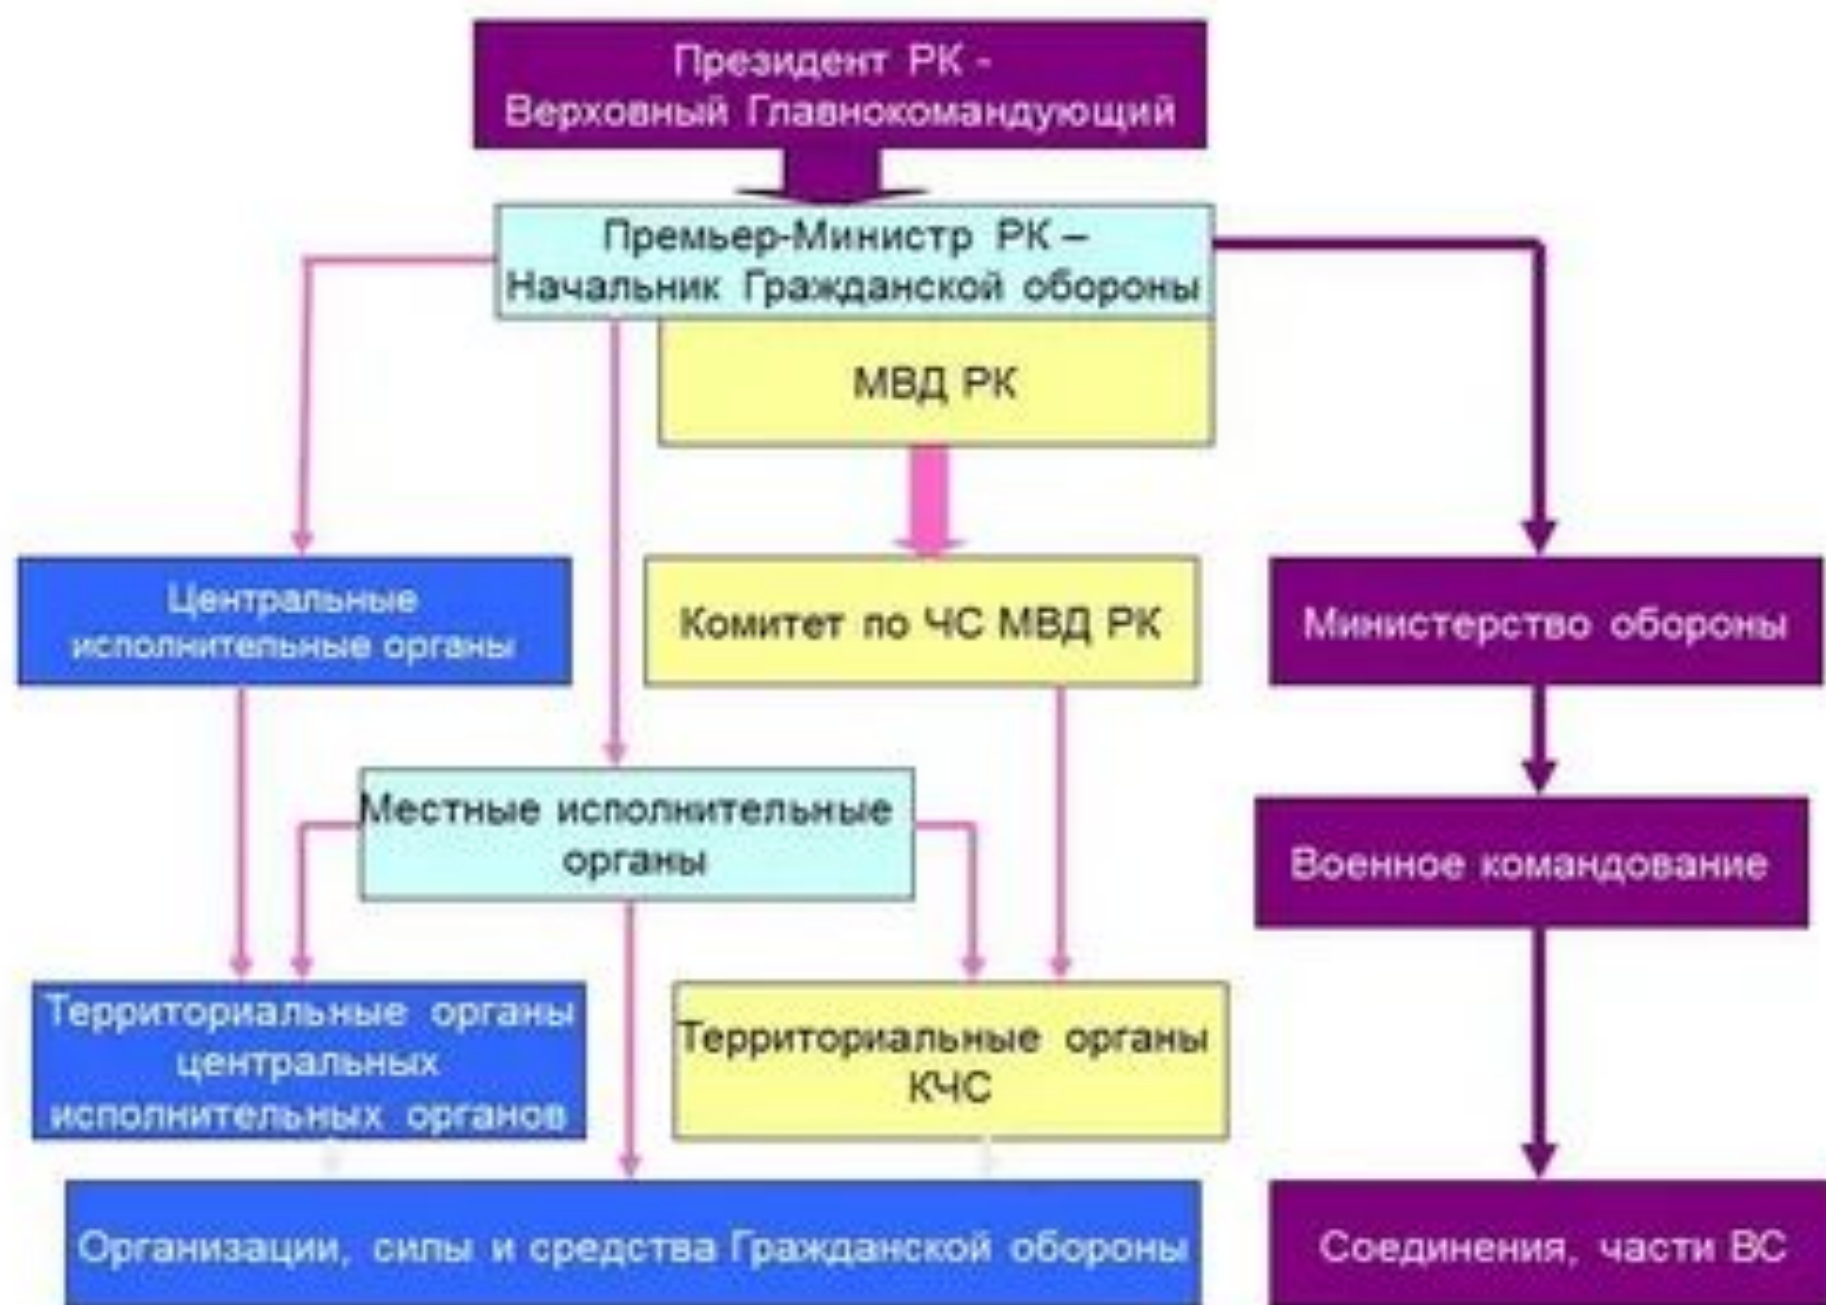 Президент РК -
Верховный Главнокомандующий
Премьер-Министр РК –
Начальник Гражданской обороны
МВД РК
Центральные
исполнительные органы
Комитет по ЧС МВД РК
Министерство обороны
Местные исполнительные
органы
Военное командование
Территориальные органы
центральных
исполнительных органов
Территориальные органы
КЧС
Организации, силы и средства Гражданской обороны
Соединения, части ВС